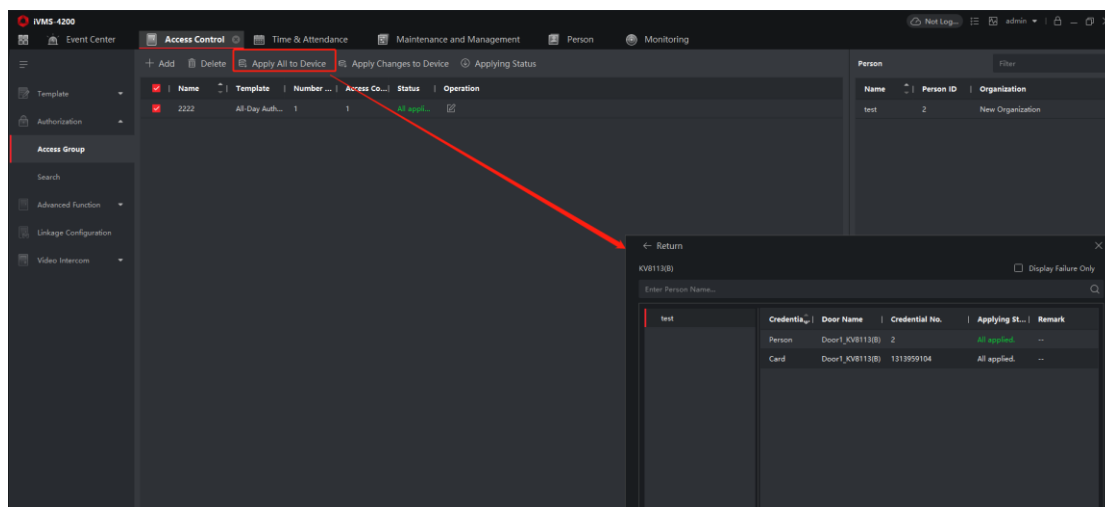 iVMS-4200
Not Log... admin
Event Center Access Control Time & Attendance Maintenance and Management Person Monitoring
+ Add Delete Apply All to Device Apply Changes to Device Applying Status
Person Filter
Name Template Number ... Access Co... Status Operation
Name Person ID Organization
2222 All-Day Auth... 1 1 All appli...
test 2 New Organization
Template
Authorization
Access Group
Search
Advanced Function
Linkage Configuration
Video Intercom
← Return
KV8113(B) Display Failure Only
Enter Person Name...
test
Credentia... Door Name Credential No. Applying St... Remark
Person Door1_KV8113(B) 2 All applied. --
Card Door1_KV8113(B) 1313959104 All applied. --